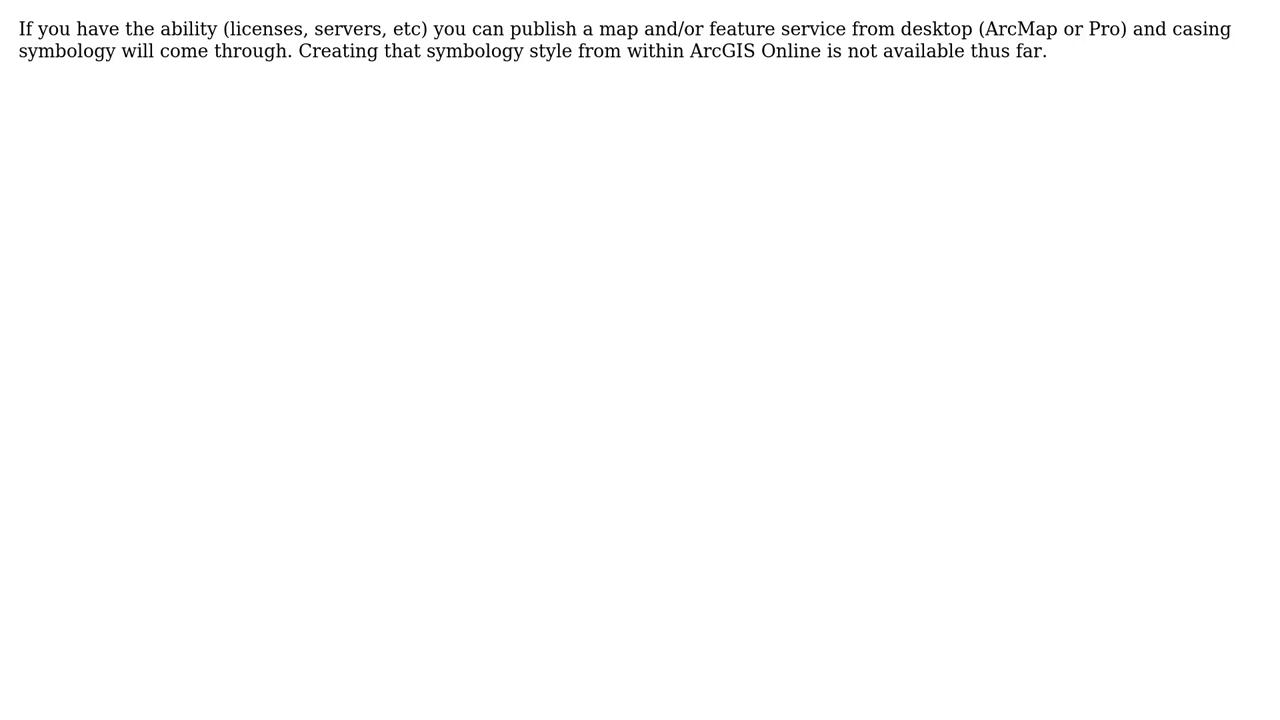 If you have the ability (licenses, servers, etc) you can publish a map and/or feature service from desktop (ArcMap or Pro) and casing
symbology will come through. Creating that symbology style from within ArcGIS Online is not available thus far.